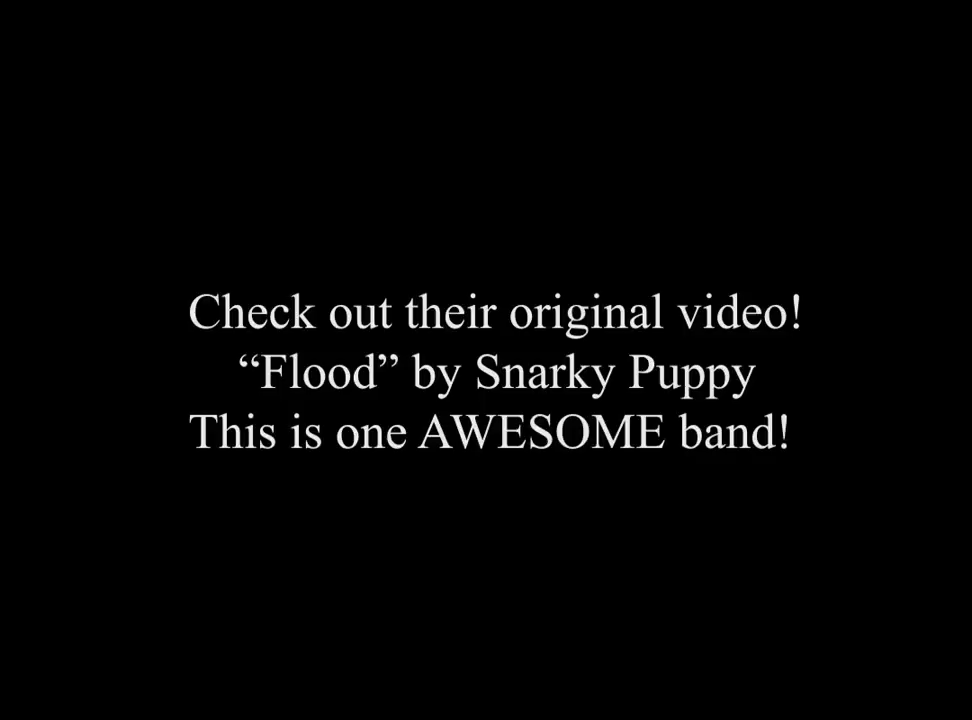 Check out their original video!
“Flood” by Snarky Puppy
This is one AWESOME band!